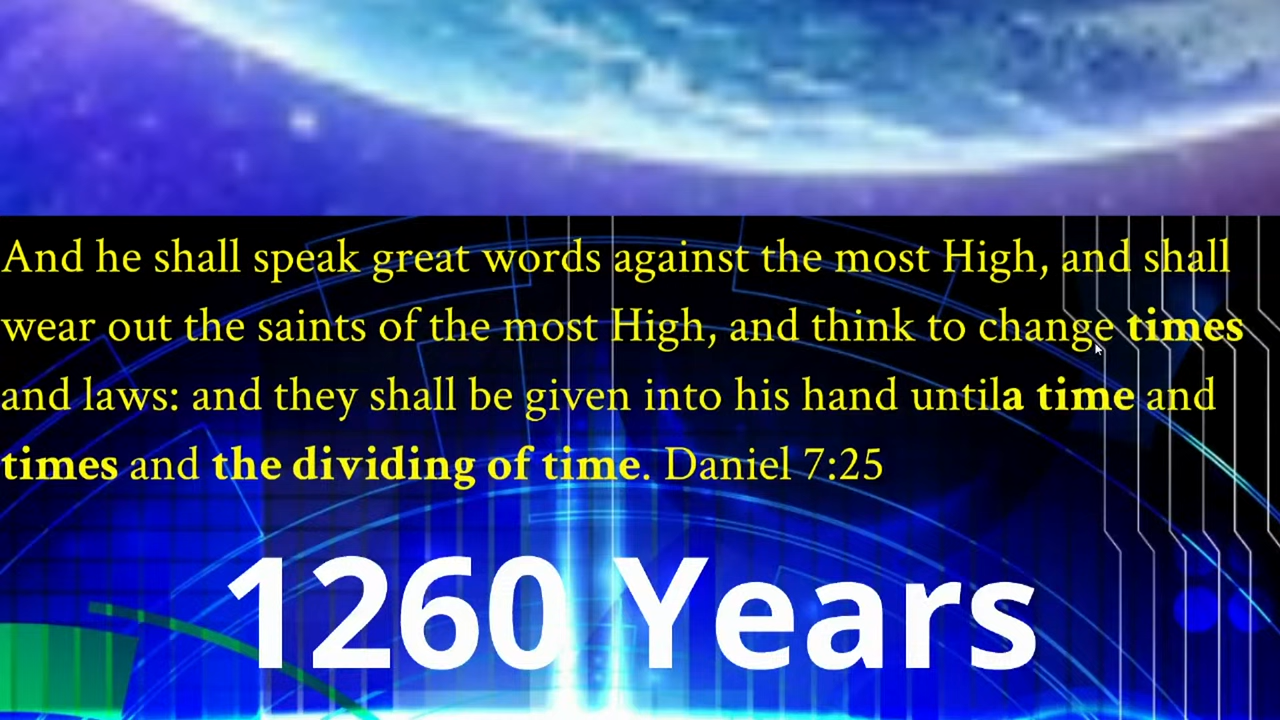 And he shall speak great words against the most High, and shall
wear out the saints of the most High, and think to change times
and laws: and they shall be given into his hand untila time and
times and the dividing of time. Daniel 7:25
1260 Years